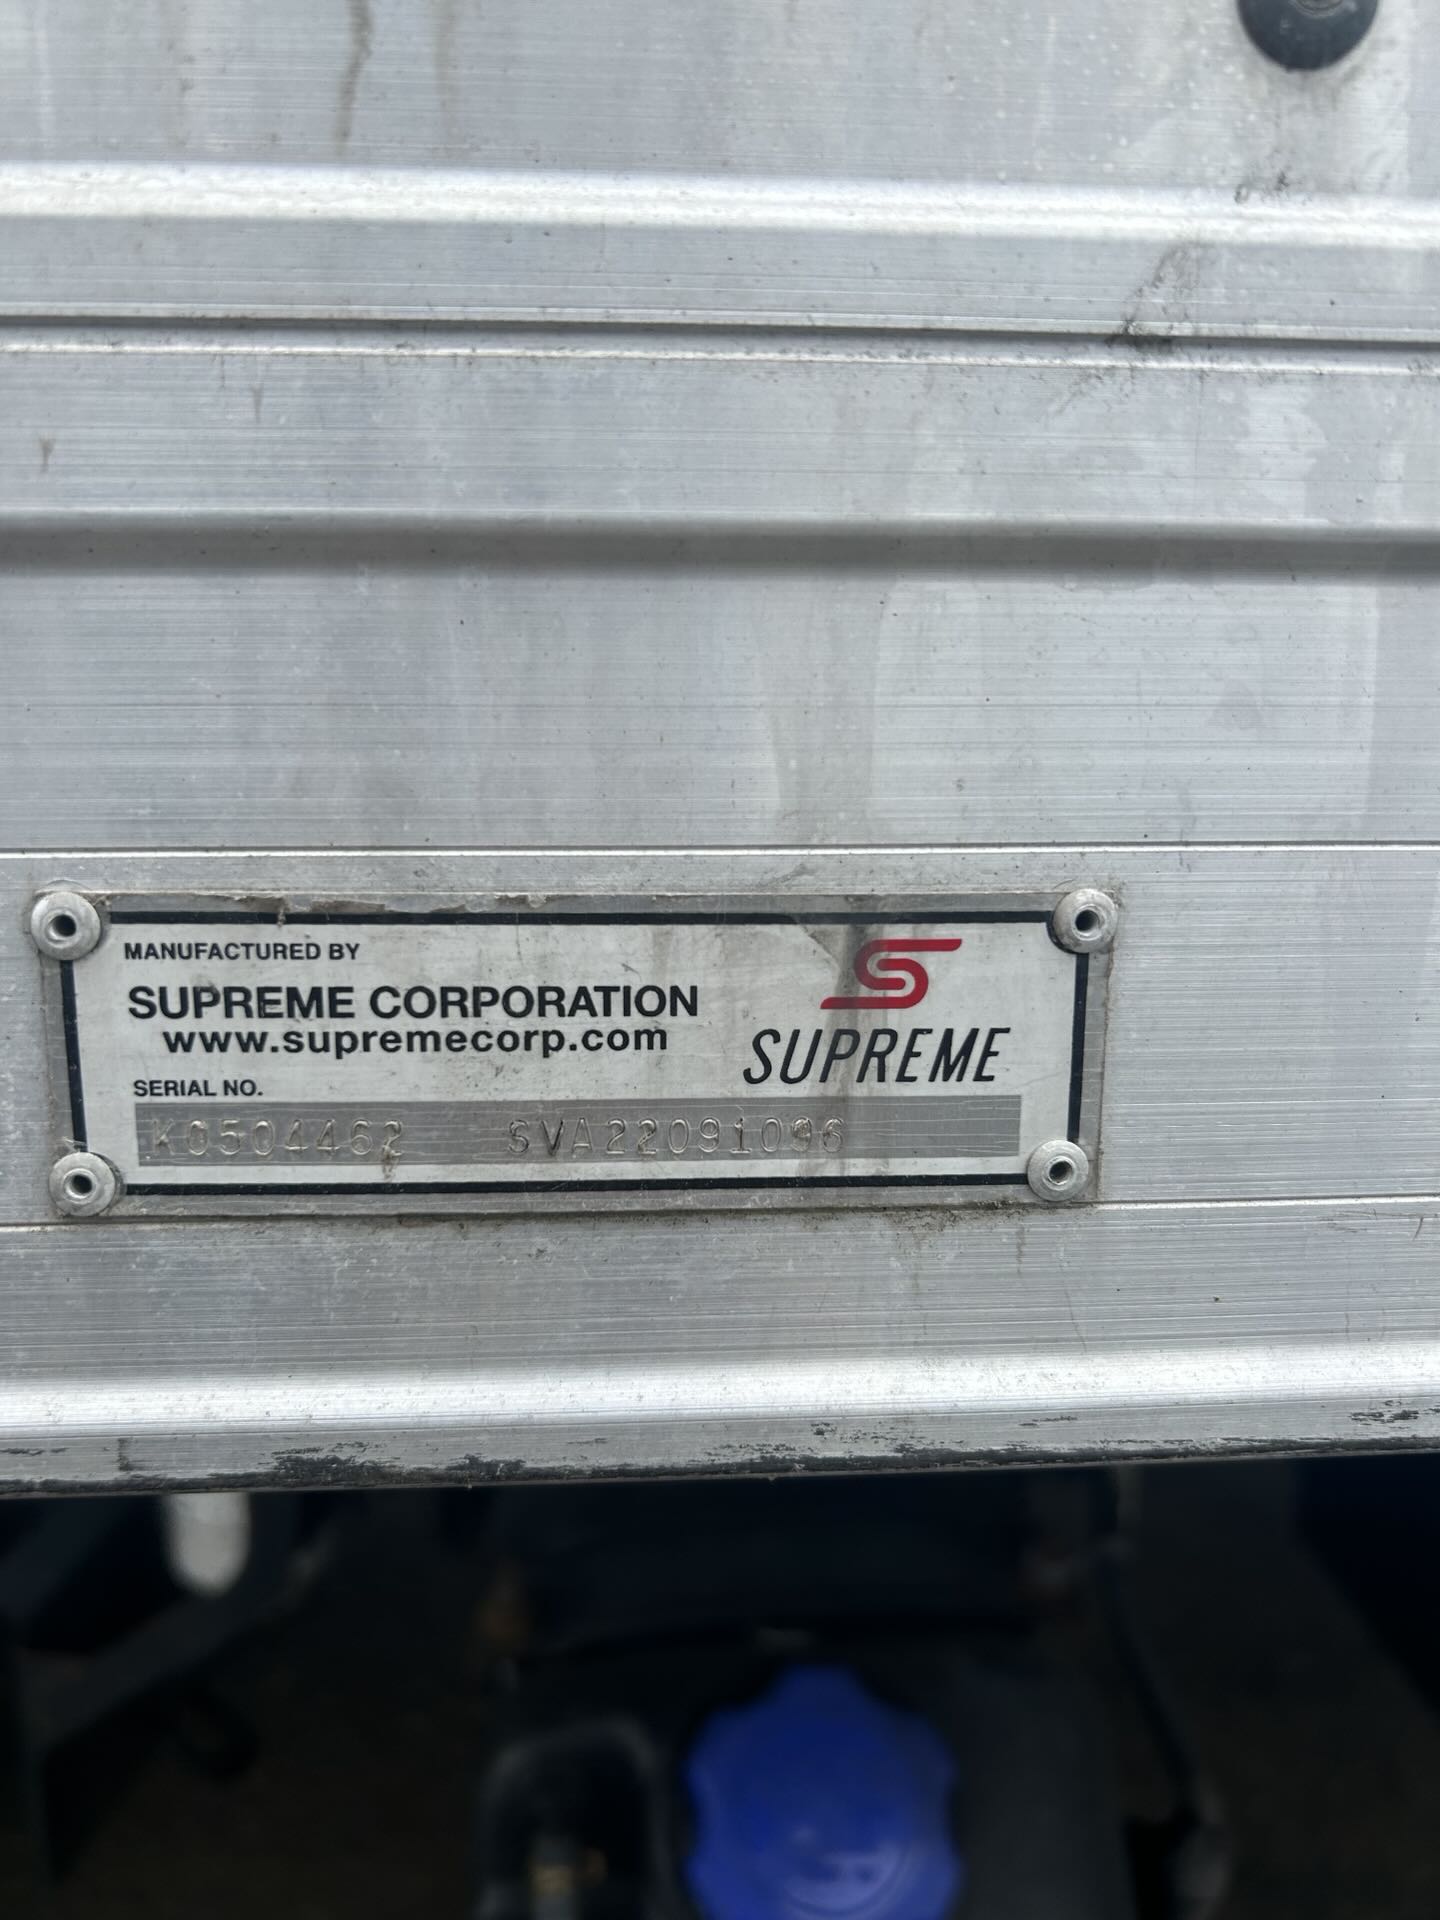 MANUFACTURED BY
SUPREME CORPORATION
www.supremecorp.com
SUPREME
SERIAL NO.
K0504462 SVA22091096